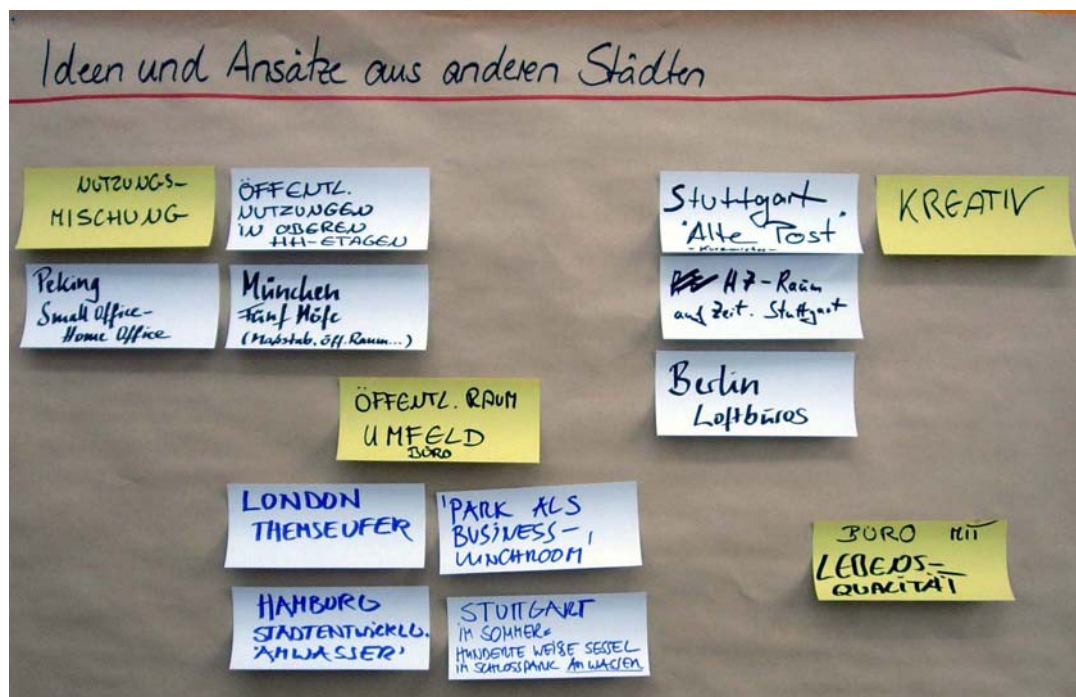 Ideen und Ansätze aus anderen Städten
NUTZUNGS-
MISCHUNG
ÖFFENTL.
NUTZUNGEN
IN OBEREN
HH-ETAGEN
Peking
Small Office-
Home Office
München
Fünf Höfe
(Maßstab, öff. Raum...)
ÖFFENTL. RAUM
UMFELD
BÜRO
LONDON
THEMSEUFER
'PARK ALS
BUSINESS-
LUNCHROOM'
HAMBURG
STADTENTWICKLG.
'AM WASSER'
STUTTGART
IM SOMMER
HUNDERTE WEIßE SESSEL
IM SCHLOSSPARK AM WASSER
Stuttgart
'Alte Post'
-Raum
auf Zeit. Stuttgart
Berlin
Loftbüros
KREATIV
BÜRO MIT
LEBENS-
QUALITÄT